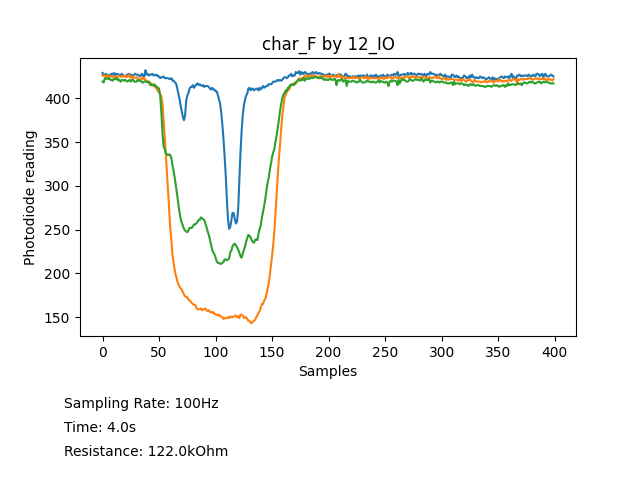 char_F by 12_IO
Photodiode reading
400
350
300
250
200
150
0 50 100 150 200 250 300 350 400
Samples
Sampling Rate: 100Hz
Time: 4.0s
Resistance: 122.0kOhm